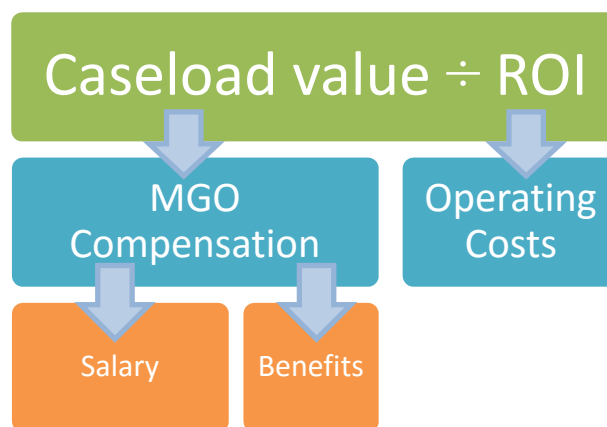 Caseload value ÷ ROI
MGO
Compensation
Operating
Costs
Salary
Benefits